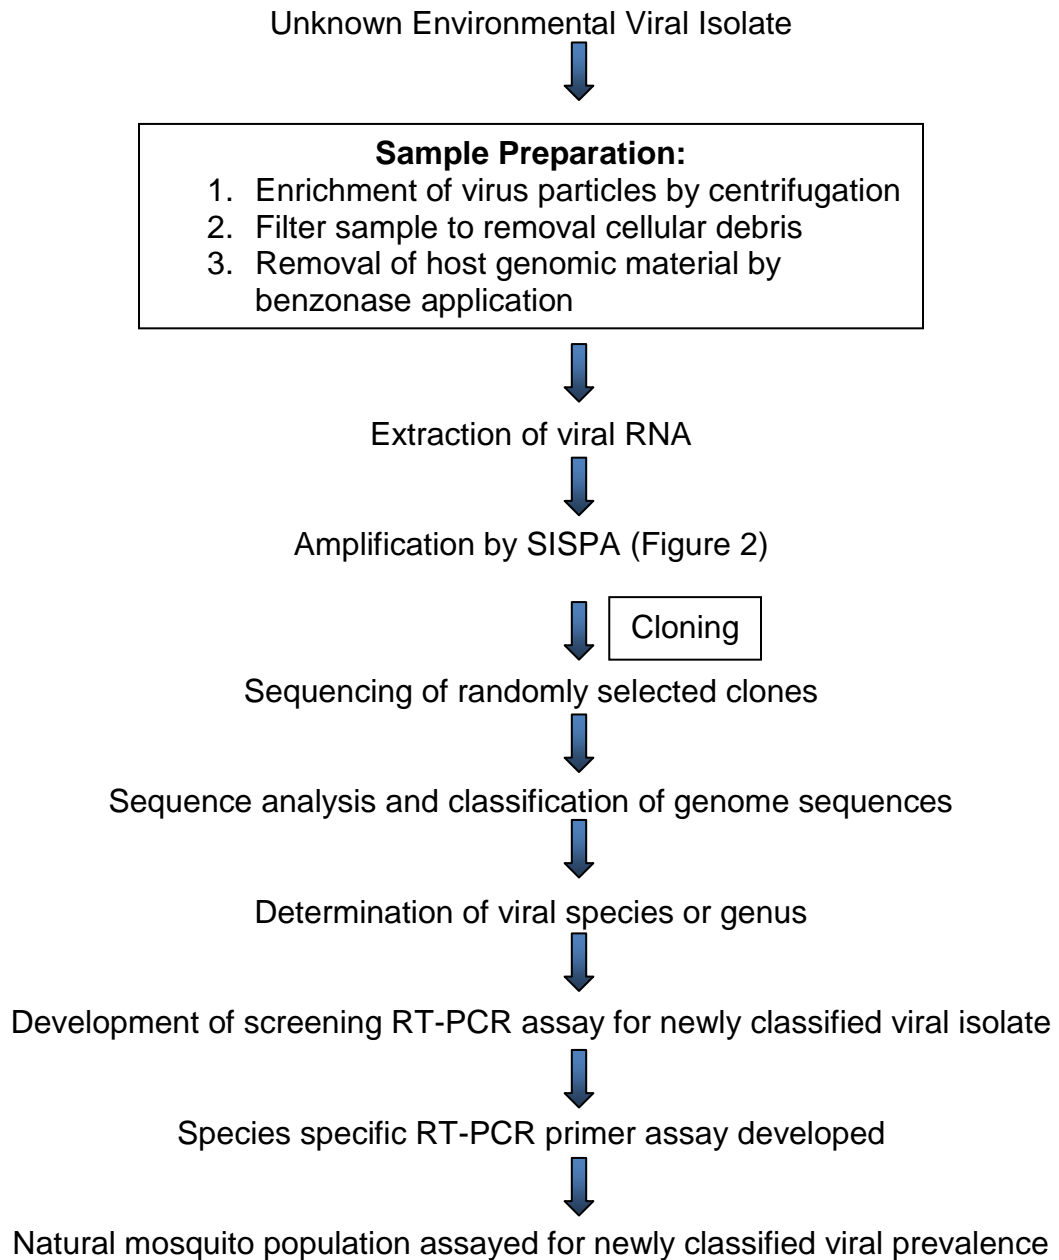 Unknown Environmental Viral Isolate
Sample Preparation:
1. Enrichment of virus particles by centrifugation
2. Filter sample to removal cellular debris
3. Removal of host genomic material by
benzonase application
Extraction of viral RNA
Amplification by SISPA (Figure 2)
Cloning
Sequencing of randomly selected clones
Sequence analysis and classification of genome sequences
Determination of viral species or genus
Development of screening RT-PCR assay for newly classified viral isolate
Species specific RT-PCR primer assay developed
Natural mosquito population assayed for newly classified viral prevalence